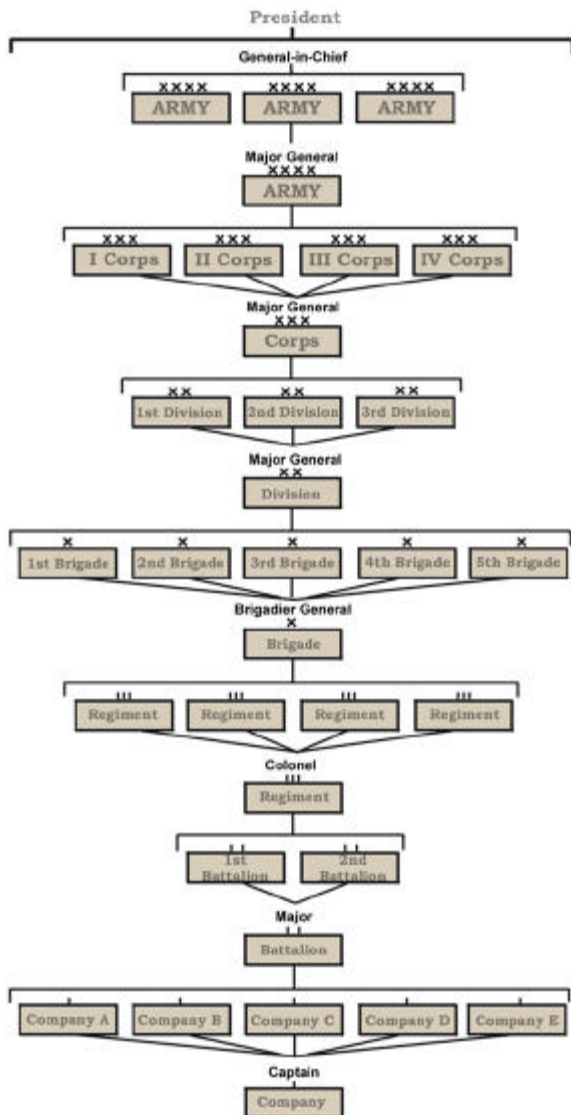 President
General-in-Chief
XXXX XXXX XXXX
ARMY ARMY ARMY
Major General
XXXX
ARMY
XXX XXX XXX XXX
I Corps II Corps III Corps IV Corps
Major General
XXX
Corps
XX XX XX
1st Division 2nd Division 3rd Division
Major General
XX
Division
X X X X X
1st Brigade 2nd Brigade 3rd Brigade 4th Brigade 5th Brigade
Brigadier General
X
Brigade
III III III III
Regiment Regiment Regiment Regiment
Colonel
III
Regiment
I I I I
1st Battalion 2nd Battalion
Major
I I
Battalion
I I I I I
Company A Company B Company C Company D Company E
Captain
I
Company